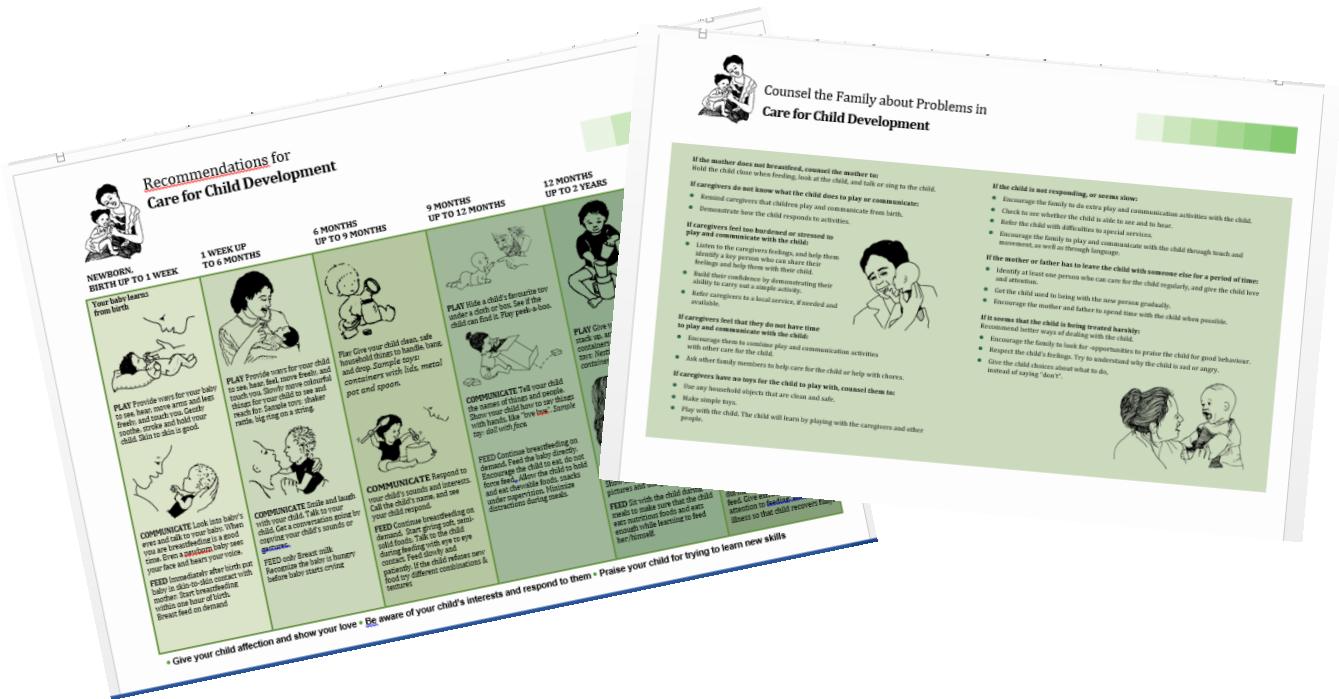 Recommendations for
Care for Child Development
NEWBORN,
BIRTH UP TO 1 WEEK
Your baby learns
from birth
PLAY Provide ways for your baby
to see, hear, move arms and legs
freely, and touch you. Gently
soothe, stroke and hold your
child. Skin to skin is good.
COMMUNICATE Look into baby's
eyes and talk to your baby. When
you are breastfeeding is a good
time. Even a newborn baby sees
your face and hears your voice.
FEED Immediately after birth put
baby in skin-to-skin contact with
mother. Start breastfeeding
within one hour of birth.
Breast feed on demand
1 WEEK UP
TO 6 MONTHS
PLAY Provide ways for your child
to see, hear, feel, move freely, and
touch you. Slowly move colourful
things for your child to see and
reach for. Sample toys: shaker
rattle, big ring on a string.
COMMUNICATE Smile and laugh
with your child. Talk to your
child. Get a conversation going by
copying your child's sounds or
gestures.
FEED only Breast milk
Recognize the baby is hungry
before baby starts crying
6 MONTHS
UP TO 9 MONTHS
Play Give your child clean, safe
household things to handle, bang,
and drop. Sample toys:
containers with lids, metal
pot and spoon.
COMMUNICATE Respond to
your child's sounds and interests.
Call the child's name, and see
your child respond.
FEED Continue breastfeeding on
demand. Start giving soft, semi-
solid foods. Talk to the child
during feeding with eye to eye
contact. Feed slowly and
patiently. If the child refuses new
food try different combinations &
textures
9 MONTHS
UP TO 12 MONTHS
PLAY Hide a child's favourite toy
under a cloth or box. See if the
child can find it. Play peek-a-boo.
COMMUNICATE Tell your child
the names of things and people.
Show your child how to say things
with hands, like "bye bye". Sample
toy: doll with face.
FEED Continue breastfeeding on
demand. Feed the baby directly.
Encourage the child to eat, do not
force feed. Allow the child to hold
and eat chewable foods, snacks
under supervision. Minimize
distractions during meals.
12 MONTHS
UP TO 2 YEARS
PLAY Give
stack up, an
containers
toys: Nest
container
pictures and
FEED Sit with the child during
meals to make sure that the child
eats nutritious foods and eats
enough while learning to feed
her/himself.
feed. Give
attention to feeding
illness so that child recovers
• Give your child affection and show your love • Be aware of your child's interests and respond to them • Praise your child for trying to learn new skills
Counsel the Family about Problems in
Care for Child Development
If the mother does not breastfeed, counsel the mother to:
Hold the child close when feeding, look at the child, and talk or sing to the child.
If caregivers do not know what the child does to play or communicate:
• Remind caregivers that children play and communicate from birth.
• Demonstrate how the child responds to activities.
If caregivers feel too burdened or stressed to
play and communicate with the child:
• Listen to the caregivers feelings, and help them
identify a key person who can share their
feelings and help them with their child.
• Build their confidence by demonstrating their
ability to carry out a simple activity.
• Refer caregivers to a local service, if needed and
available.
If caregivers feel that they do not have time
to play and communicate with the child:
• Encourage them to combine play and communication activities
with other care for the child.
• Ask other family members to help care for the child or help with chores.
If caregivers have no toys for the child to play with, counsel them to:
• Use any household objects that are clean and safe.
• Make simple toys.
• Play with the child. The child will learn by playing with the caregivers and other
people.
If the child is not responding, or seems slow:
• Encourage the family to do extra play and communication activities with the child.
• Check to see whether the child is able to see and to hear.
• Refer the child with difficulties to special services.
• Encourage the family to play and communicate with the child through touch and
movement, as well as through language.
If the mother or father has to leave the child with someone else for a period of time:
• Identify at least one person who can care for the child regularly, and give the child love
and attention.
• Get the child used to being with the new person gradually.
• Encourage the mother and father to spend time with the child when possible.
If it seems that the child is being treated harshly:
Recommend better ways of dealing with the child.
• Encourage the family to look for -opportunities to praise the child for good behaviour.
• Respect the child's feelings. Try to understand why the child is sad or angry.
• Give the child choices about what to do,
instead of saying "don't".